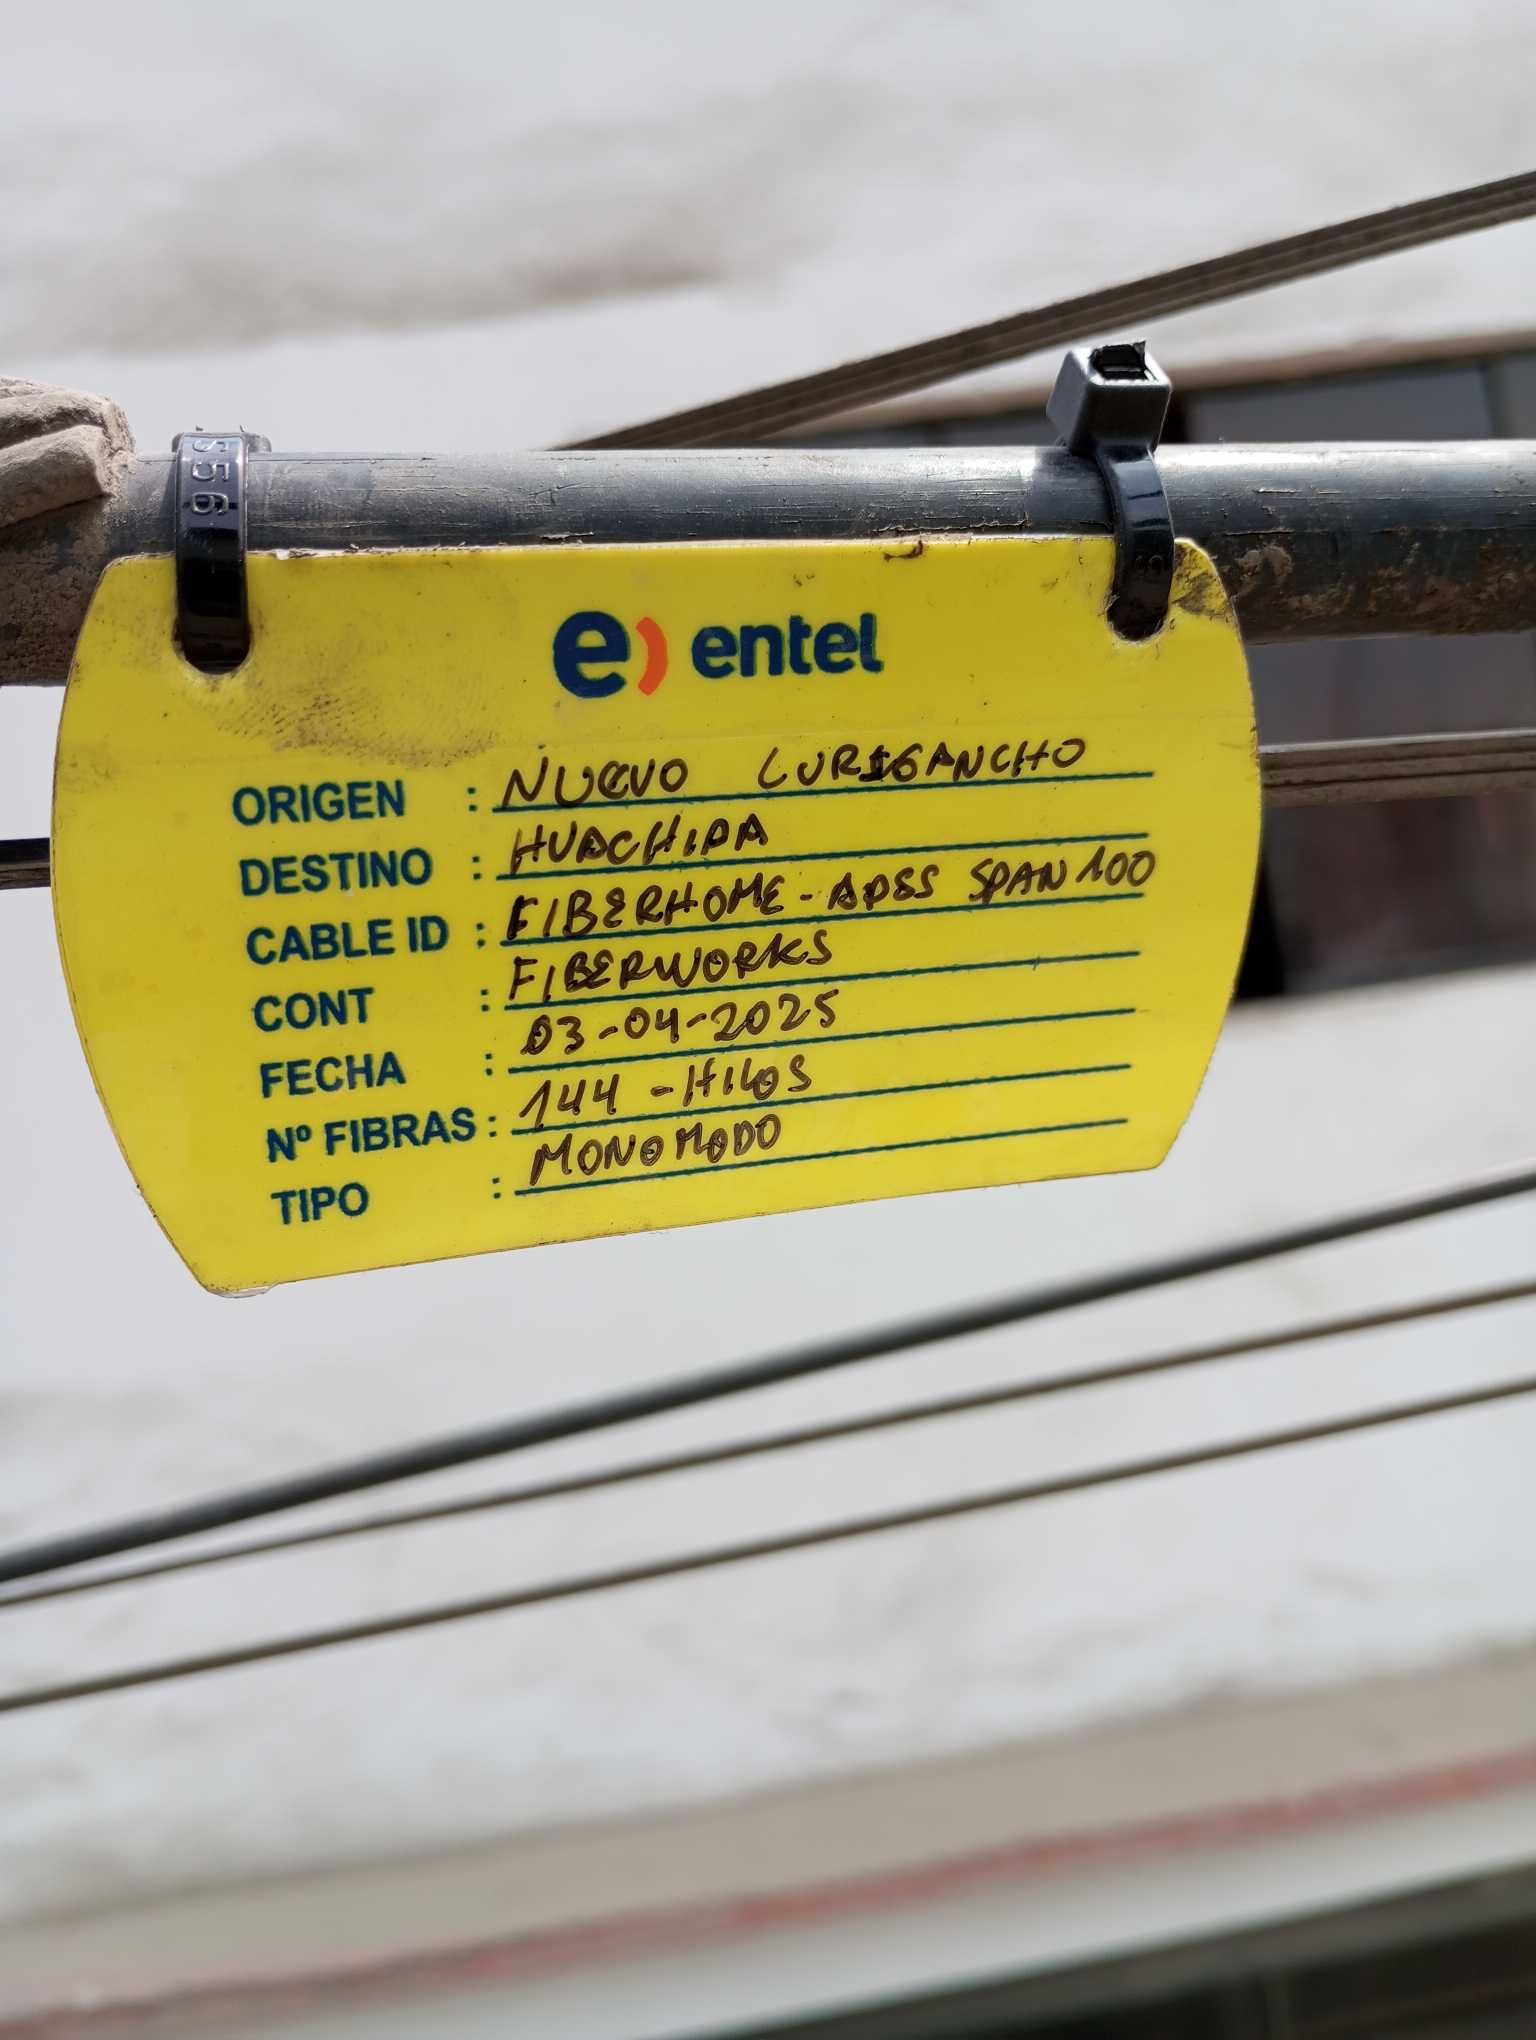 556
e) entel
ORIGEN : NUEVO LURIGANCHO
DESTINO : HUACHIPA
CABLE ID : FIBERHOME - ADSS SPAN 100
CONT : FIBERWORKS
FECHA : 03-04-2025
Nº FIBRAS : 144 - HILOS
TIPO : MONOMODO